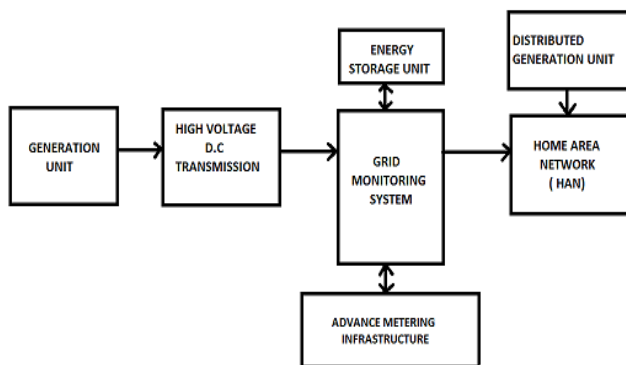 ENERGY
STORAGE UNIT
DISTRIBUTED
GENERATION UNIT
GENERATION
UNIT
HIGH VOLTAGE
D.C
TRANSMISSION
GRID
MONITORING
SYSTEM
HOME AREA
NETWORK
( HAN)
ADVANCE METERING
INFRASTRUCTURE